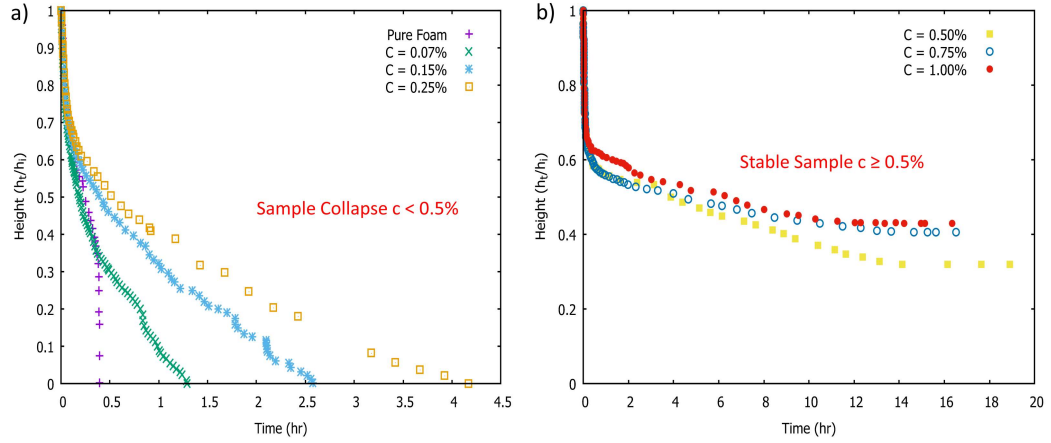 a)
Height (hₜ/hᵢ)
1
0.9
0.8
0.7
0.6
0.5
0.4
0.3
0.2
0.1
0
Pure Foam
C = 0.07%
C = 0.15%
C = 0.25%
Sample Collapse c < 0.5%
0 0.5 1 1.5 2 2.5 3 3.5 4 4.5
Time (hr)
b)
Height (hₜ/hᵢ)
1
0.8
0.6
0.4
0.2
0
C = 0.50%
C = 0.75%
C = 1.00%
Stable Sample c ≥ 0.5%
0 2 4 6 8 10 12 14 16 18 20
Time (hr)